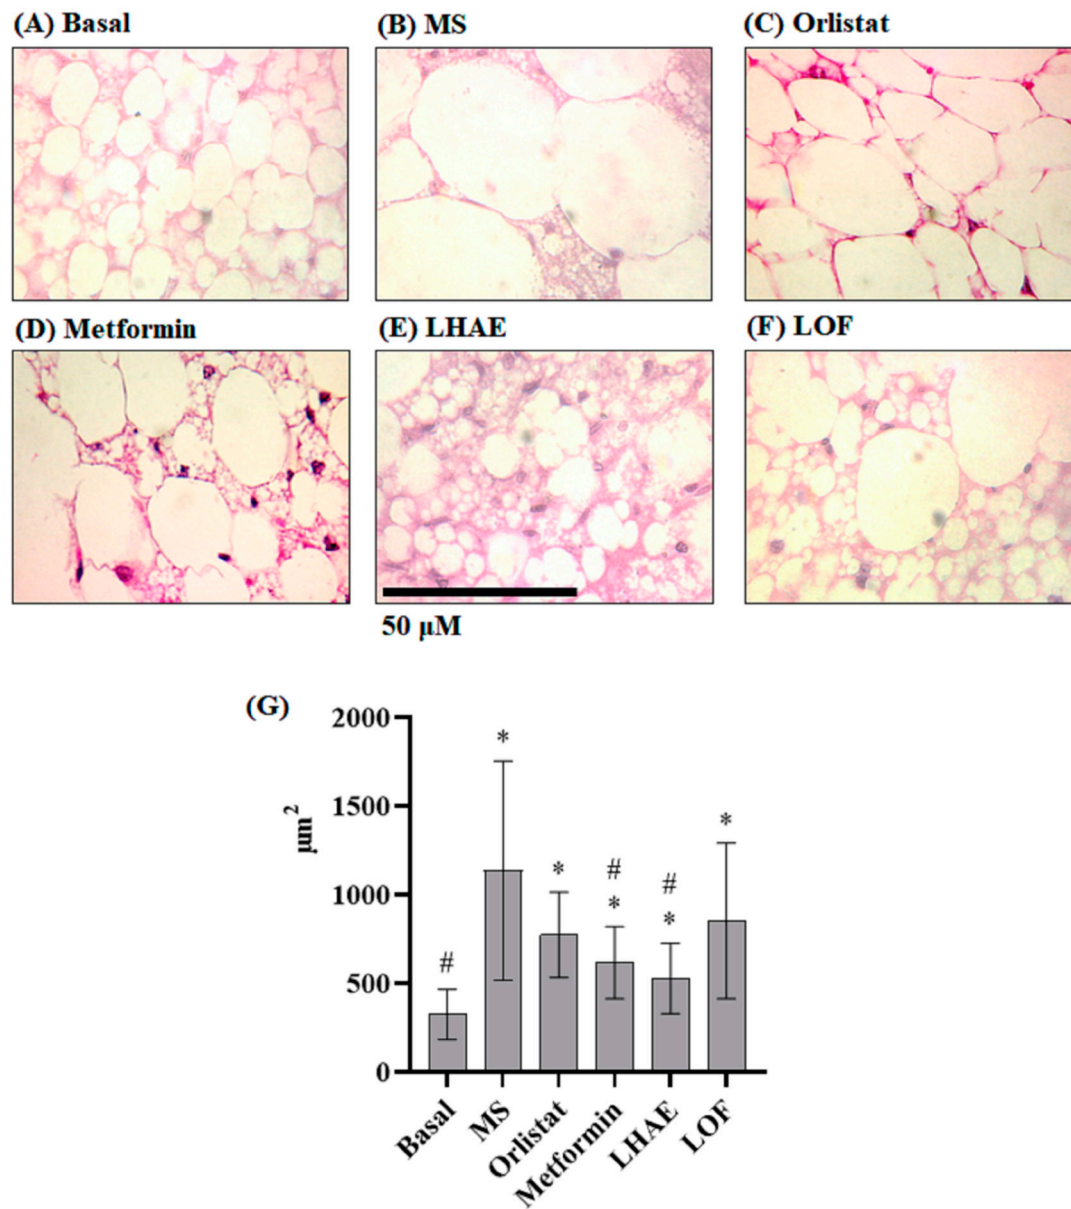 (A) Basal
(B) MS
(C) Orlistat
(D) Metformin
(E) LHAE
(F) LOF
50 µM
(G)
2000
1500
1000
500
0
µm²
*
*
*
#
#
*
#
*
#
Basal
MS
Orlistat
Metformin
LHAE
LOF